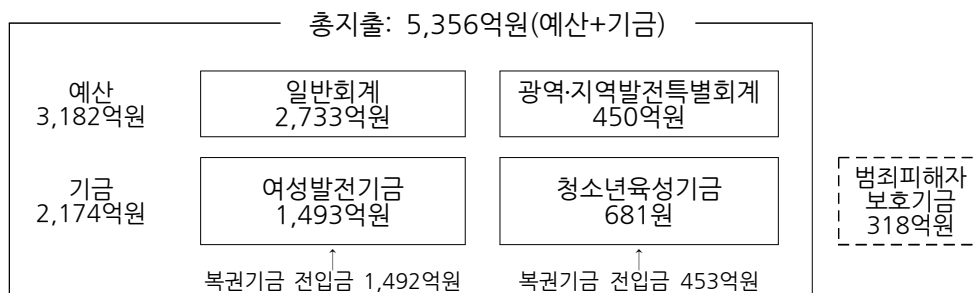 총지출: 5,356억원(예산+기금)
예산
3,182억원
일반회계
2,733억원
광역·지역발전특별회계
450억원
기금
2,174억원
여성발전기금
1,493억원
청소년육성기금
681원
범죄피해자
보호기금
318억원
↑
↑
복권기금 전입금 1,492억원
복권기금 전입금 453억원